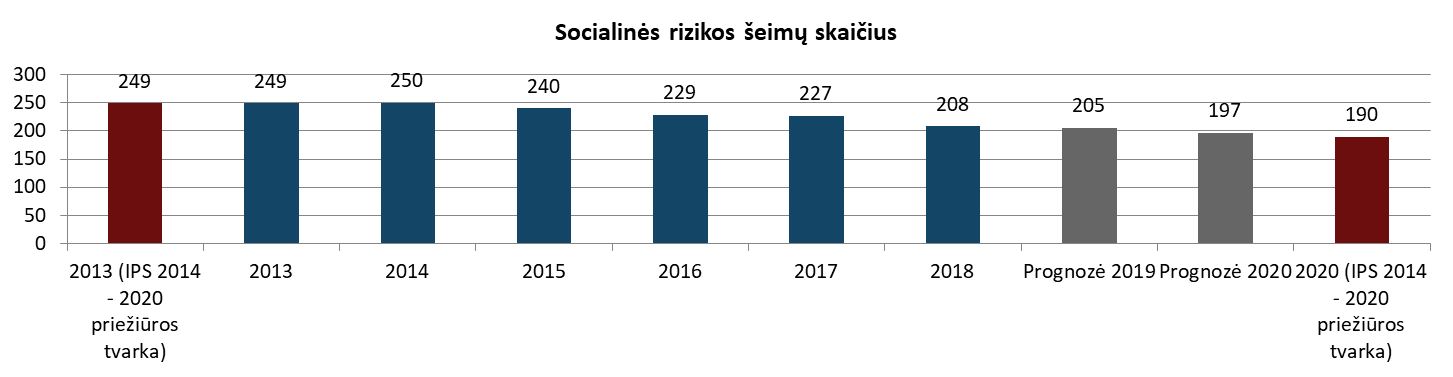 Socialinės rizikos šeimų skaičius
300
250
200
150
100
50
0
249
249
250
240
229
227
208
205
197
190
2013 (IPS 2014
- 2020
priežiūros
tvarka)
2013
2014
2015
2016
2017
2018
Prognozė 2019
Prognozė 2020
2020 (IPS 2014
- 2020
priežiūros
tvarka)